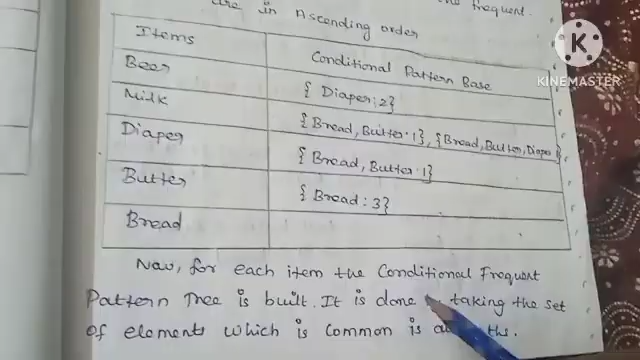 are in Ascending order
frequent.
Items
Conditional Pattern Base
Beer
{ Diaper:2}
Milk
{Bread, Butter:1}, {Bread, Butter, Diaper
Diaper
{ Bread, Butter:1}
Butter
{ Bread : 3}
Bread
Now, for each item the Conditional Frequent
Pattern Tree is built. It is done taking the set
of elements which is common is
KINEMASTER